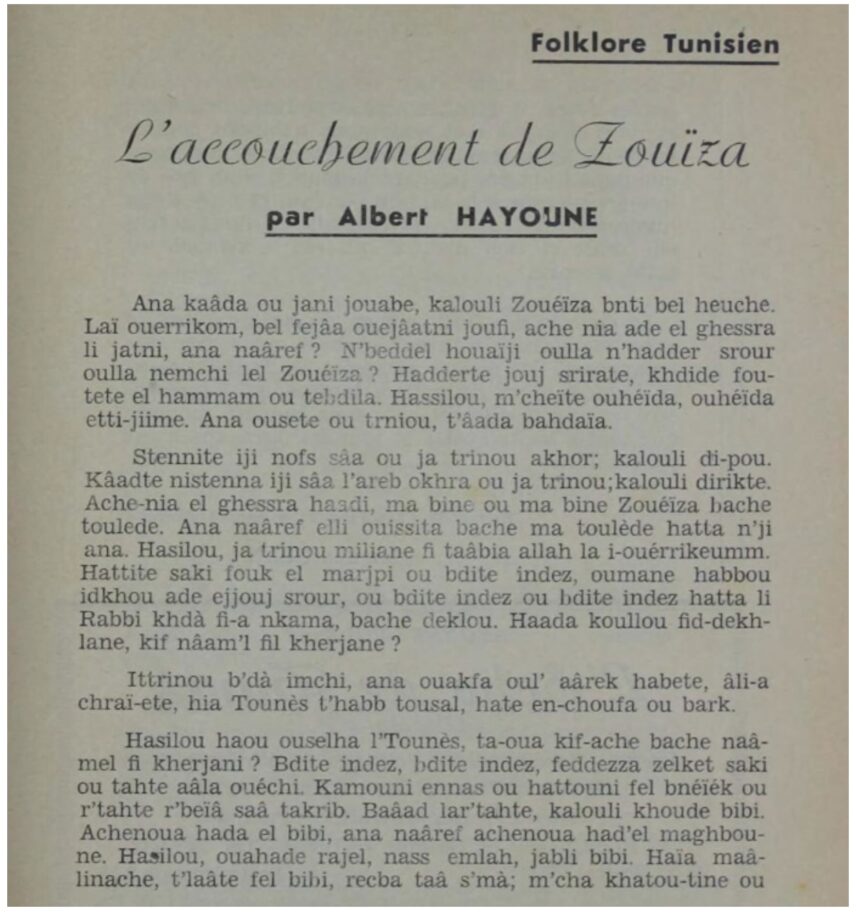 Folklore Tunisien
L'accouchement de Zouïza
par Albert HAYOUNE
Ana kaâda ou jani jouabe, kalouli Zouéïza bnti bel heuche.
Laï ouerrikom, bel fejâa ouejâatni joufi, ache nia ade el ghessra
li jatni, ana naâref ? N'beddel houaïji oulla n'hadder srour
oulla nemchi lel Zouéïza ? Hadderte jouj srirate, khdide fou-
tete el hammam ou tebdila. Hassilou, m'cheïte ouhéïda, ouhéïda
etti-jiime. Ana ousete ou trniou, t'âada bahdaïa.
Stennite iji nofs sâa ou ja trinou akhor; kalouli di-pou.
Kâadte nistenna iji sâa l'areb okhra ou ja trinou; kalouli dirikte.
Ache-nia el ghessra haadi, ma bine ou ma bine Zouéïza bache
toulede. Ana naâref elli ouissita bache ma toulède hatta n'ji
ana. Hasilou, ja trinou miliane fi taâbia allah la i-ouérrikeumm.
Hattite saki fouk el marjpi ou bdite indez, oumane habbou
idkhou ade ejjouj srour, ou bdite indez ou bdite indez hatta li
Rabbi khdà fi-a nkama, bache deklou. Haada koullou fid-dekh-
lane, kif nâam'l fil kherjane ?
Ittrinou b'dà imchi, ana ouakfa oul' aârek habete, âli-a
chraï-ete, hia Tounès t'habb tousal, hate en-choufa ou bark.
Hasilou haou ouselha l'Tounès, ta-oua kif-ache bache naâ-
mel fi kherjani ? Bdite indez, bdite indez, feddezza zelket saki
ou tahte aâla ouéchi. Kamouni ennas ou hattouni fel bnéïék ou
r'tahte r'beïâ saâ takrib. Baâad lar'tahte, kalouli khoude bibi.
Achenoua hada el bibi, ana naâref achenoua had'el maghbou-
ne. Hasilou, ouahade rajel, nass emlah, jabli bibi. Haïa maâ-
linache, t'laâte fel bibi, recba taâ s'mà; m'cha khatou-tine ou